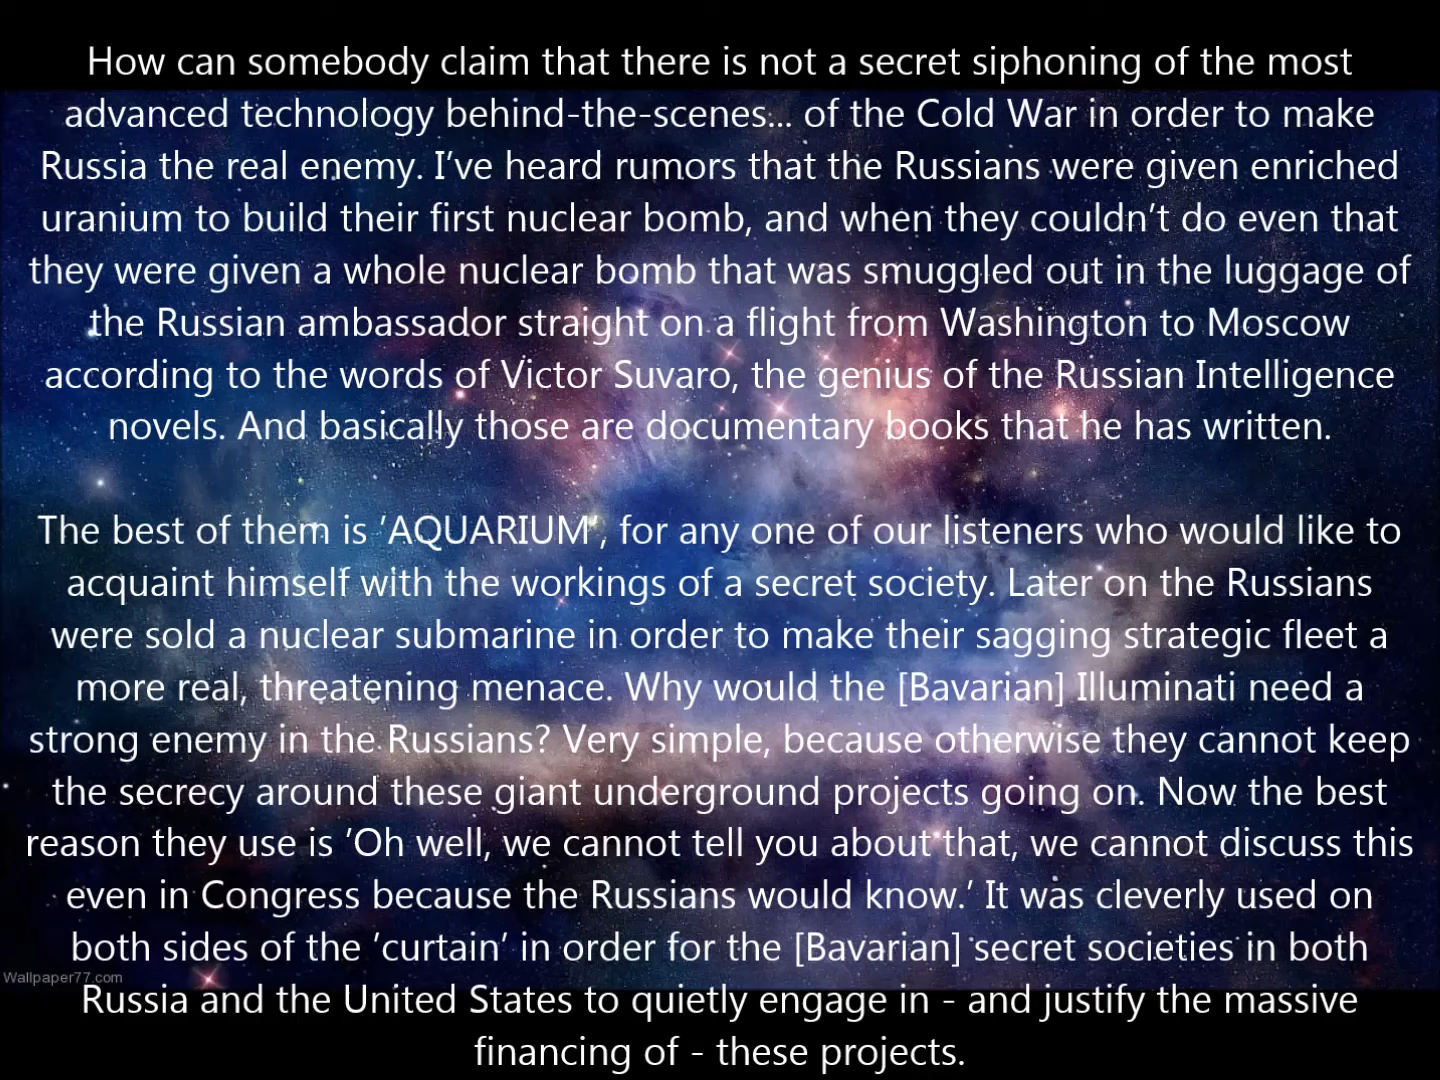 How can somebody claim that there is not a secret siphoning of the most
advanced technology behind-the-scenes... of the Cold War in order to make
Russia the real enemy. I've heard rumors that the Russians were given enriched
uranium to build their first nuclear bomb, and when they couldn't do even that
they were given a whole nuclear bomb that was smuggled out in the luggage of
the Russian ambassador straight on a flight from Washington to Moscow
according to the words of Victor Suvaro, the genius of the Russian Intelligence
novels. And basically those are documentary books that he has written.
The best of them is 'AQUARIUM', for any one of our listeners who would like to
acquaint himself with the workings of a secret society. Later on the Russians
were sold a nuclear submarine in order to make their sagging strategic fleet a
more real, threatening menace. Why would the [Bavarian] Illuminati need a
strong enemy in the Russians? Very simple, because otherwise they cannot keep
the secrecy around these giant underground projects going on. Now the best
reason they use is 'Oh well, we cannot tell you about that, we cannot discuss this
even in Congress because the Russians would know.' It was cleverly used on
both sides of the 'curtain' in order for the [Bavarian] secret societies in both
Wallpaper77.com
Russia and the United States to quietly engage in - and justify the massive
financing of - these projects.